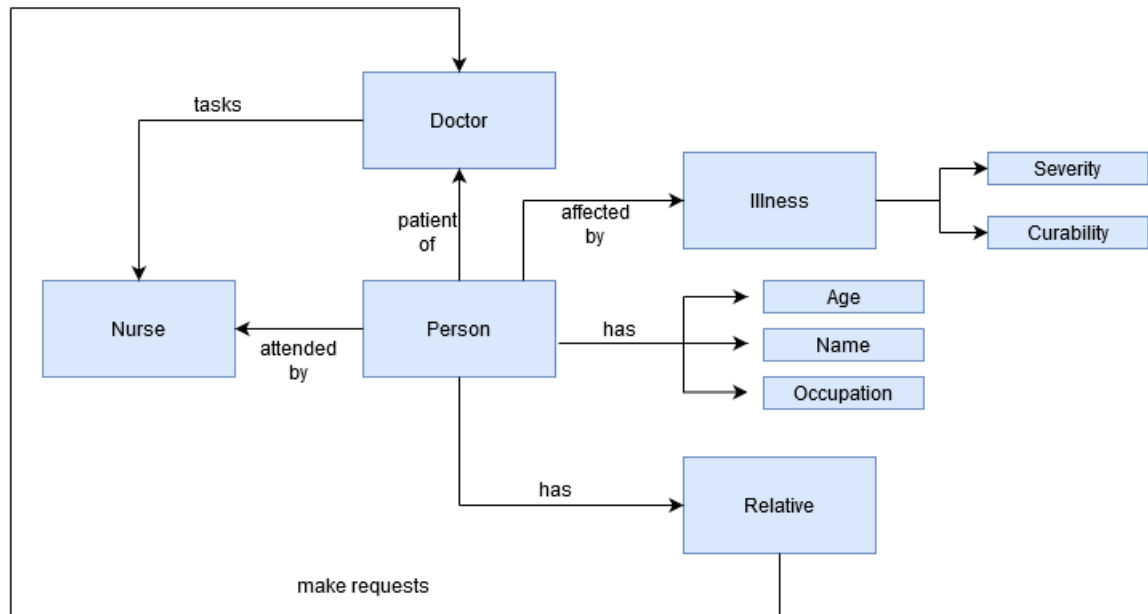 tasks
Doctor
Severity
Illness
patient
of
affected
by
Curability
Age
Nurse
Person
has
Name
attended
by
Occupation
has
Relative
make requests